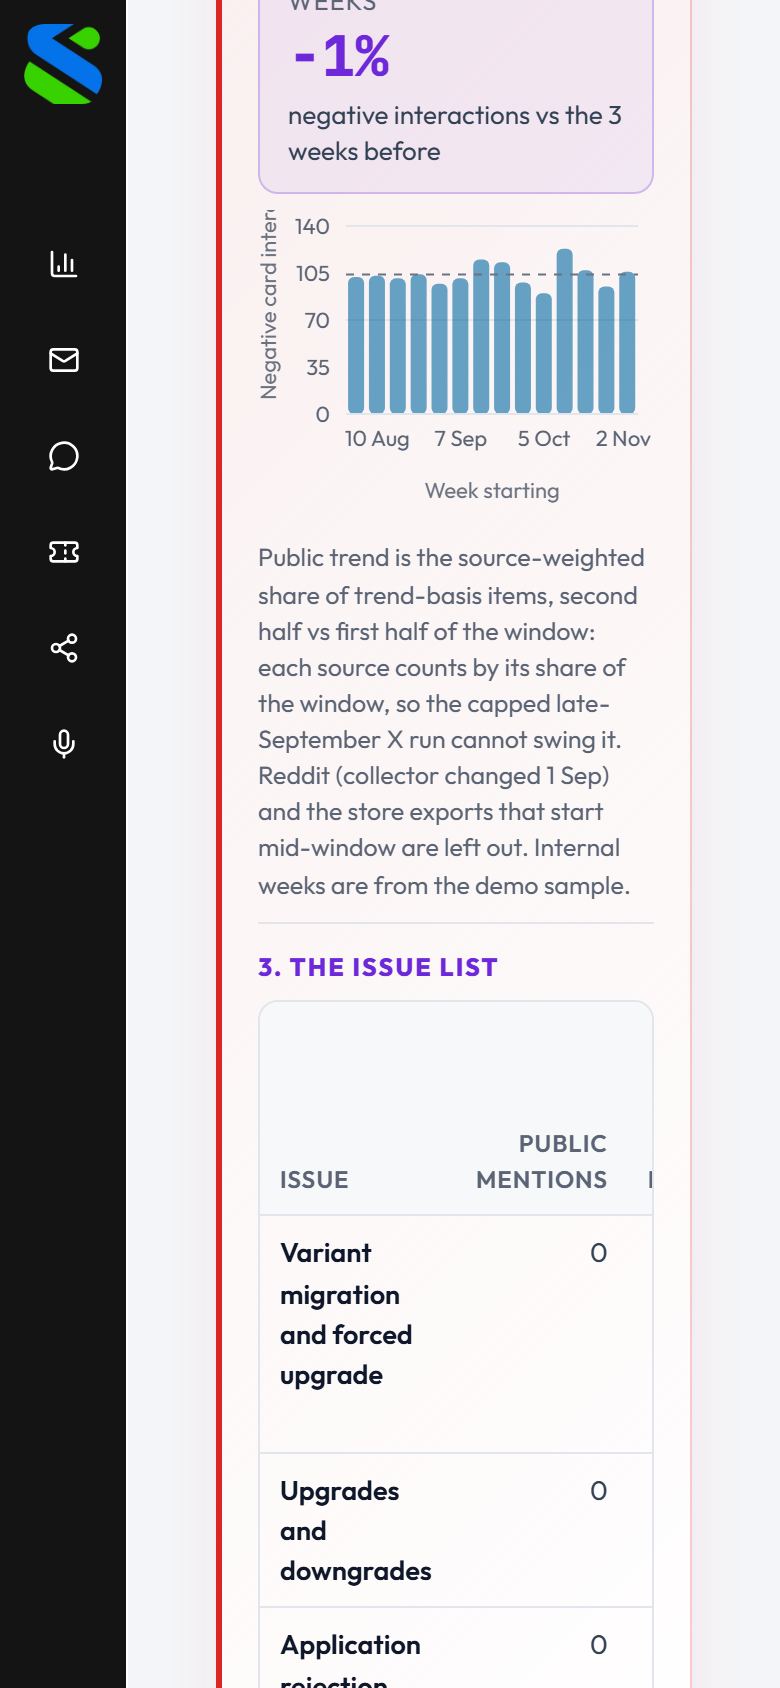 WEEKS
-1%
negative interactions vs the 3
weeks before
Negative card inter
140
105
70
35
0
10 Aug 7 Sep 5 Oct 2 Nov
Week starting
Public trend is the source-weighted
share of trend-basis items, second
half vs first half of the window:
each source counts by its share of
the window, so the capped late-
September X run cannot swing it.
Reddit (collector changed 1 Sep)
and the store exports that start
mid-window are left out. Internal
weeks are from the demo sample.
3. THE ISSUE LIST
PUBLIC
ISSUE MENTIONS
Variant 0
migration
and forced
upgrade
Upgrades 0
and
downgrades
Application 0
rejection